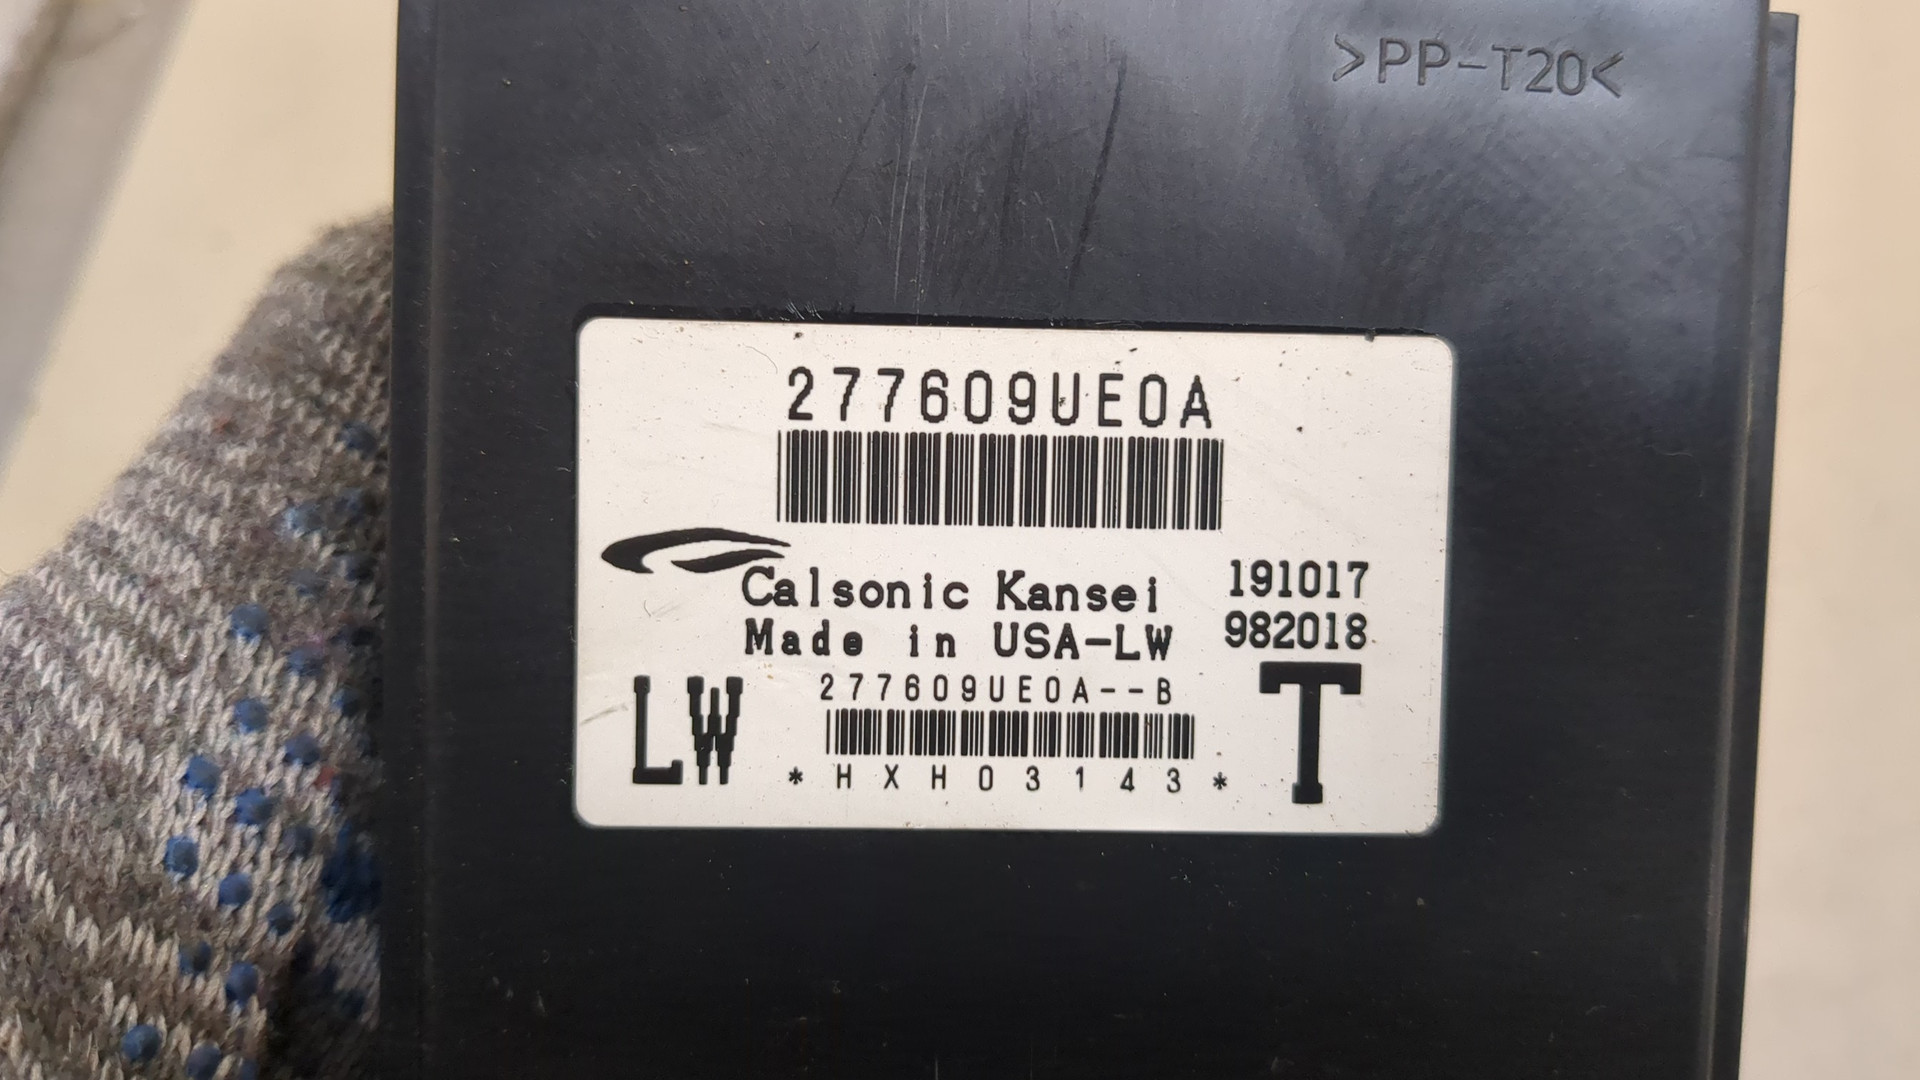 >PP-T20<
277609UE0A
Calsonic Kansei 191017
Made in USA-LW 982018
277609UE0A--B
LW T
*HXH03143*